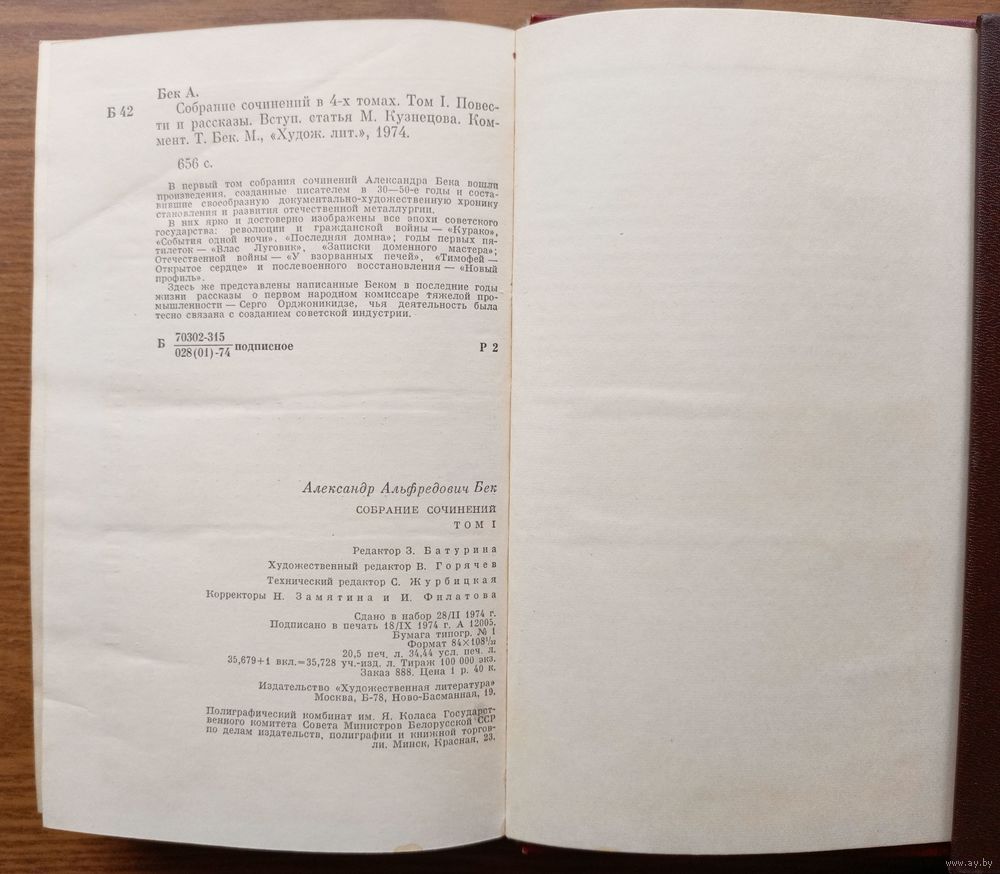 Бек А.
Б 42
Собрание сочинений в 4-х томах. Том I. Повес-
ти и рассказы. Вступ. статья М. Кузнецова. Ком-
мент. Т. Бек. М., «Худож. лит.», 1974.
656 с.
В первый том собрания сочинений Александра Бека вошли
произведения, созданные писателем в 30—50-е годы и соста-
вившие своеобразную документально-художественную хронику
становления и развития отечественной металлургии.
В них ярко и достоверно изображены все эпохи советского
государства: революции и гражданской войны — «Курако»,
«События одной ночи», «Последняя домна»; годы первых пя-
тилеток — «Влас Луговик», «Записки доменного мастера»;
Отечественной войны — «У взорванных печей», «Тимофей —
Открытое сердце» и послевоенного восстановления — «Новый
профиль».
Здесь же представлены написанные Беком в последние годы
жизни рассказы о первом народном комиссаре тяжелой про-
мышленности — Серго Орджоникидзе, чья деятельность была
тесно связана с созданием советской индустрии.
Б 70302-315
028(01)-74 подписное Р 2
Александр Альфредович Бек
СОБРАНИЕ СОЧИНЕНИЙ
ТОМ I
Редактор З. Батурина
Художественный редактор В. Горячев
Технический редактор С. Журбицкая
Корректоры Н. Замятина и И. Филатова
Сдано в набор 28/II 1974 г.
Подписано в печать 18/IX 1974 г. А 12005.
Бумага типогр. № 1
Формат 84×108¹/₃₂
20,5 печ. л. 34,44 усл. печ. л.
35,679+1 вкл.=35,728 уч.-изд. л. Тираж 100 000 экз.
Заказ 888. Цена 1 р. 40 к.
Издательство «Художественная литература»
Москва, Б-78, Ново-Басманная, 19.
Полиграфический комбинат им. Я. Коласа Государст-
венного комитета Совета Министров Белорусской ССР
по делам издательств, полиграфии и книжной торгов-
ли. Минск, Красная, 23.
www.ay.by